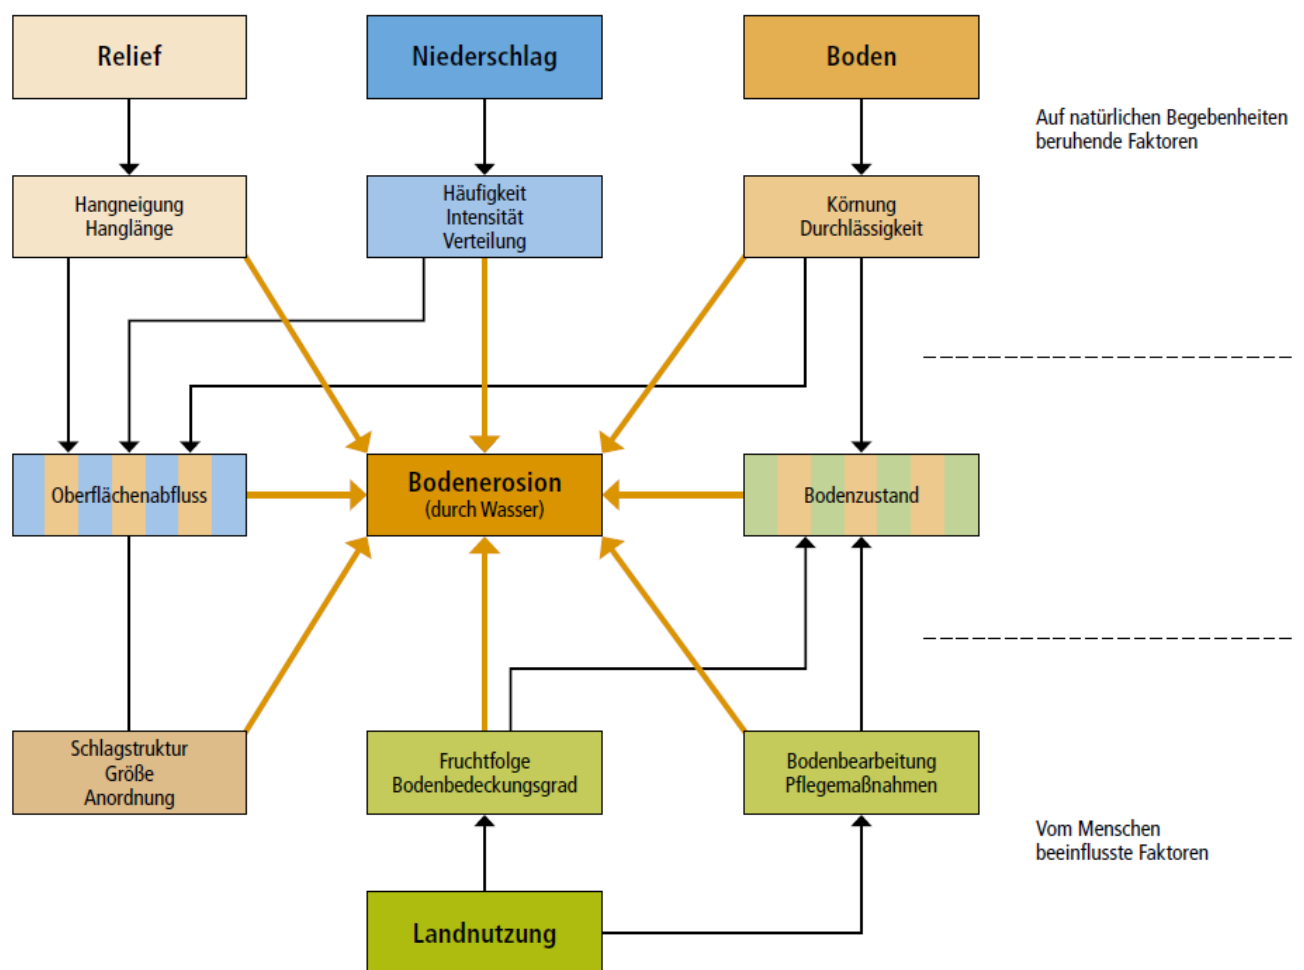 Relief
Niederschlag
Boden
Auf natürlichen Begebenheiten
beruhende Faktoren
Hangneigung
Hanglänge
Häufigkeit
Intensität
Verteilung
Körnung
Durchlässigkeit
Oberflächenabfluss
Bodenerosion
(durch Wasser)
Bodenzustand
Schlagstruktur
Größe
Anordnung
Fruchtfolge
Bodenbedeckungsgrad
Bodenbearbeitung
Pflegemaßnahmen
Vom Menschen
beeinflusste Faktoren
Landnutzung